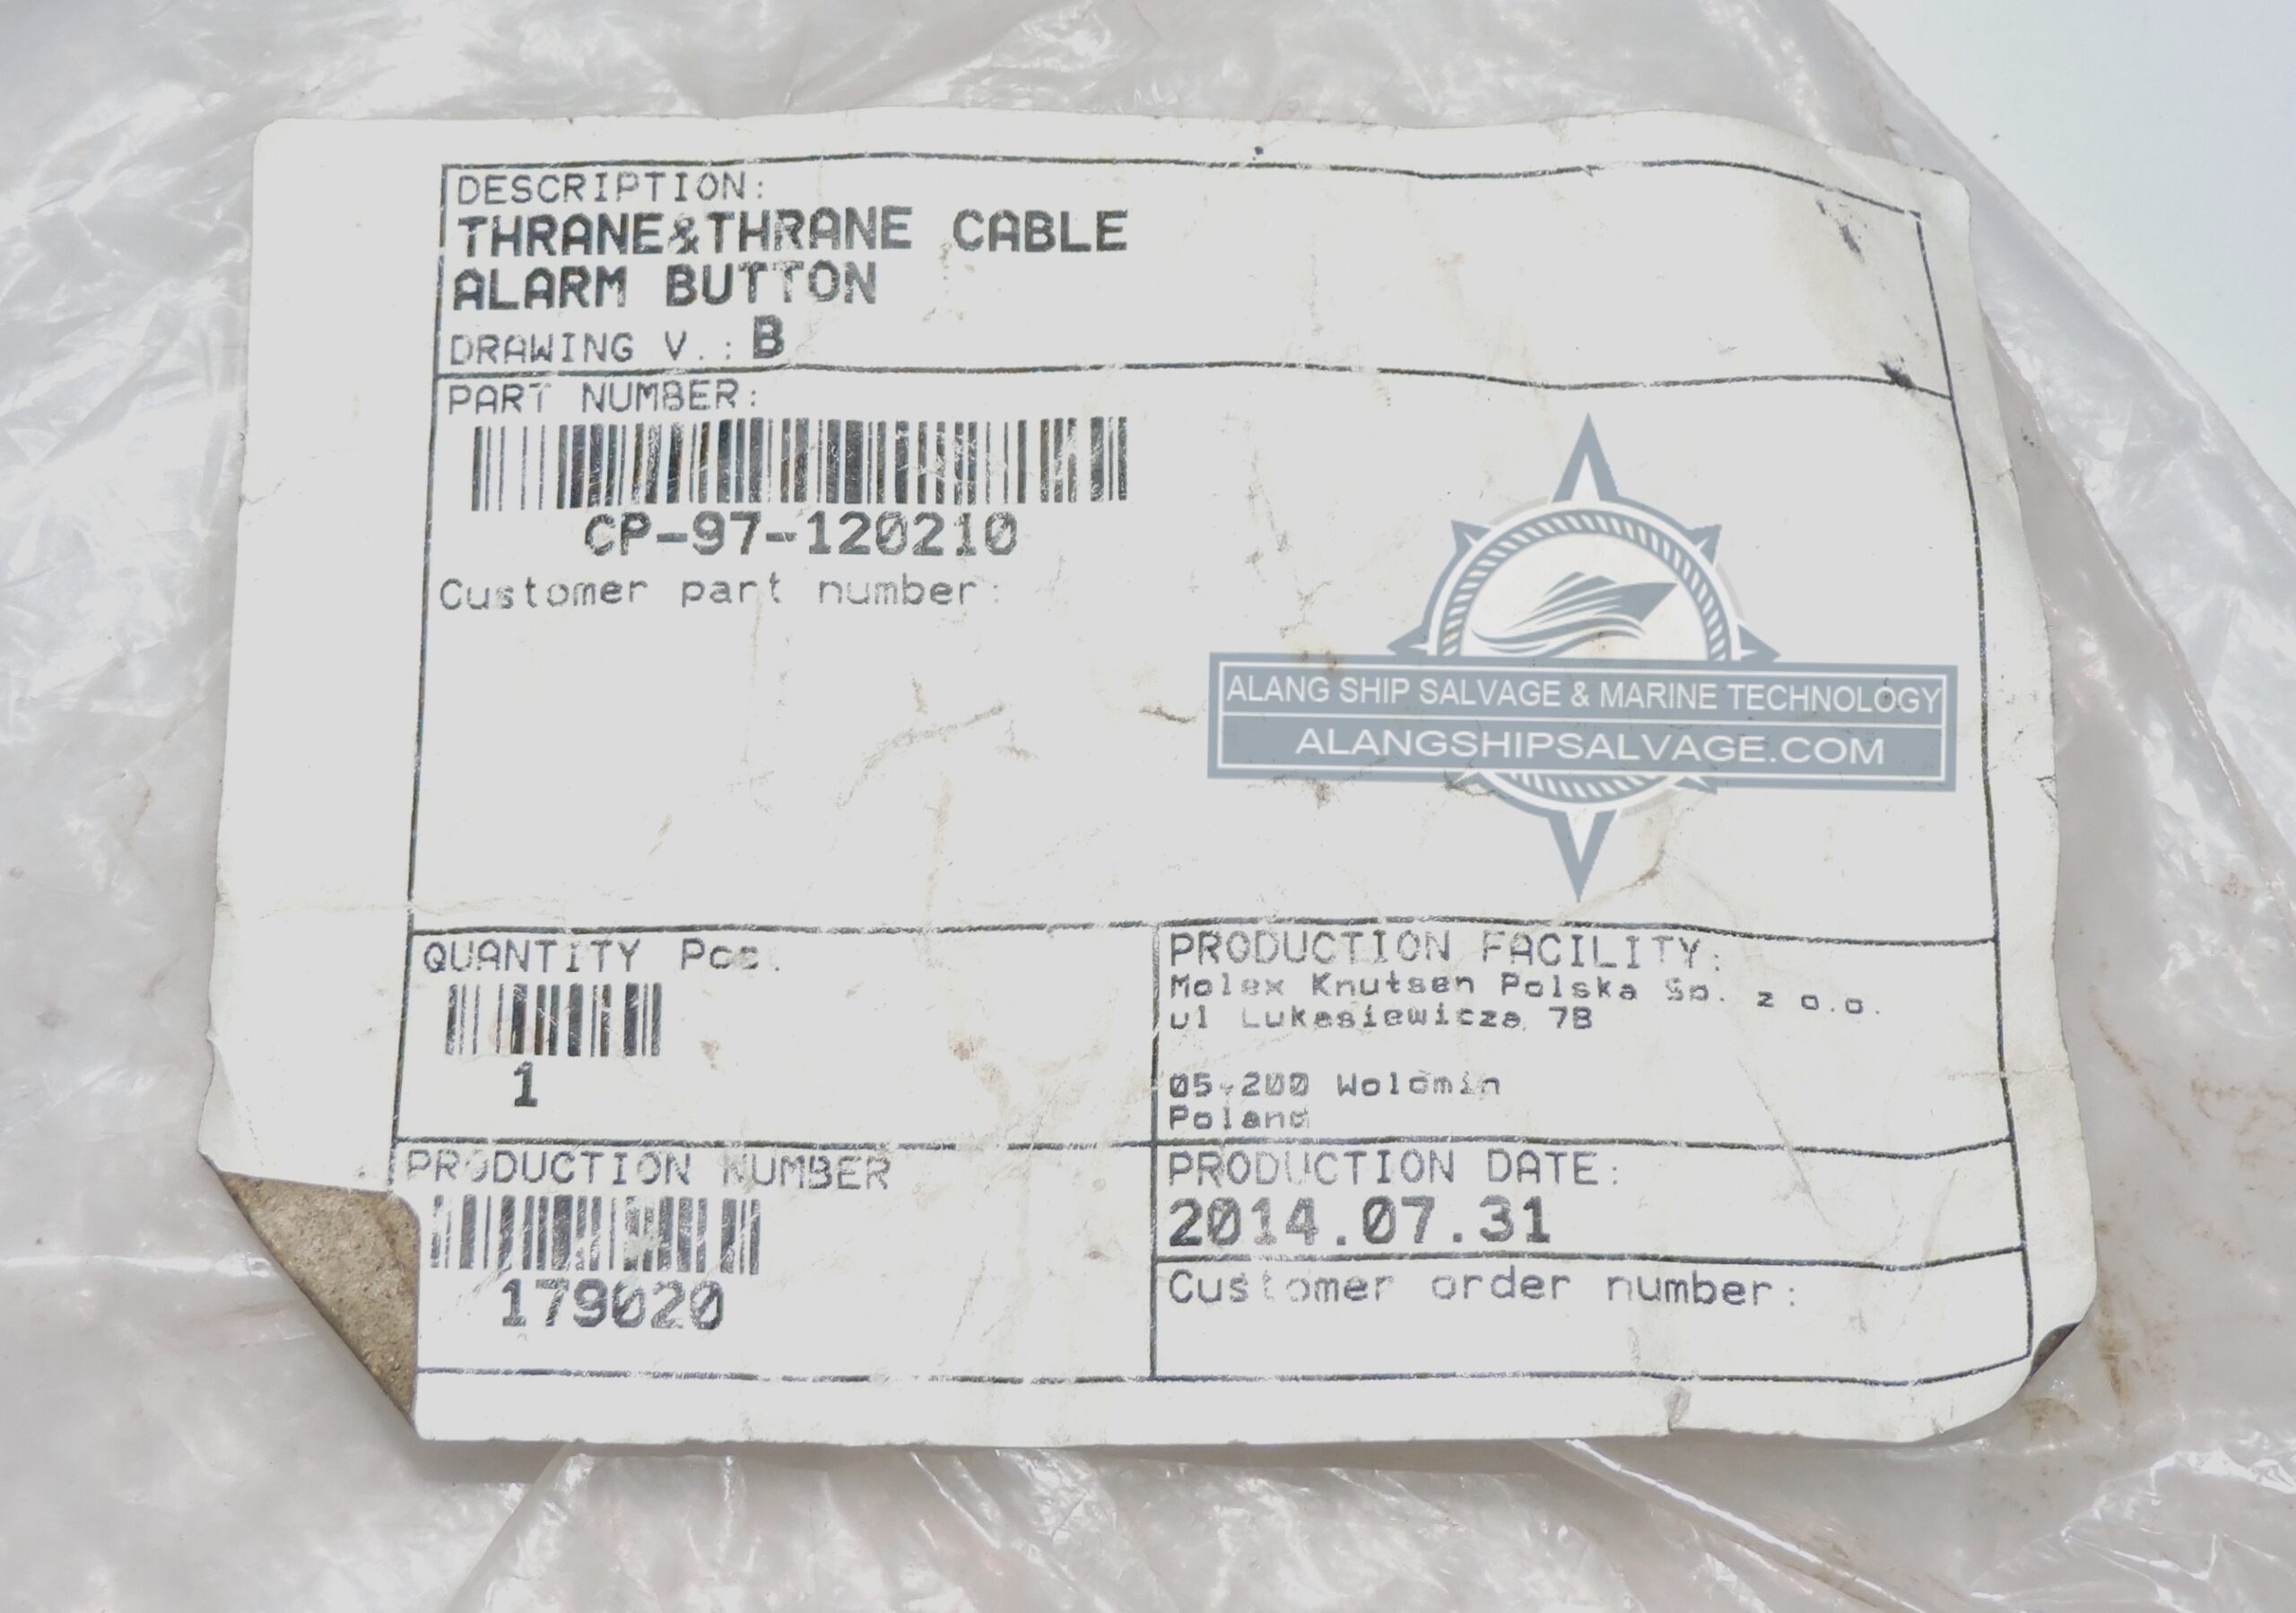 DESCRIPTION:
THRANE&THRANE CABLE
ALARM BUTTON
DRAWING V.: B
PART NUMBER:
CP-97-120210
Customer part number:
ALANG SHIP SALVAGE & MARINE TECHNOLOGY
ALANGSHIPSALVAGE.COM
QUANTITY Pcc.
1
PRODUCTION FACILITY:
Molex Knutsen Polska Sp. z o.o.
ul Lukasiewicza 7B
05-200 Wolomin
Poland
PRODUCTION NUMBER
179020
PRODUCTION DATE:
2014.07.31
Customer order number: